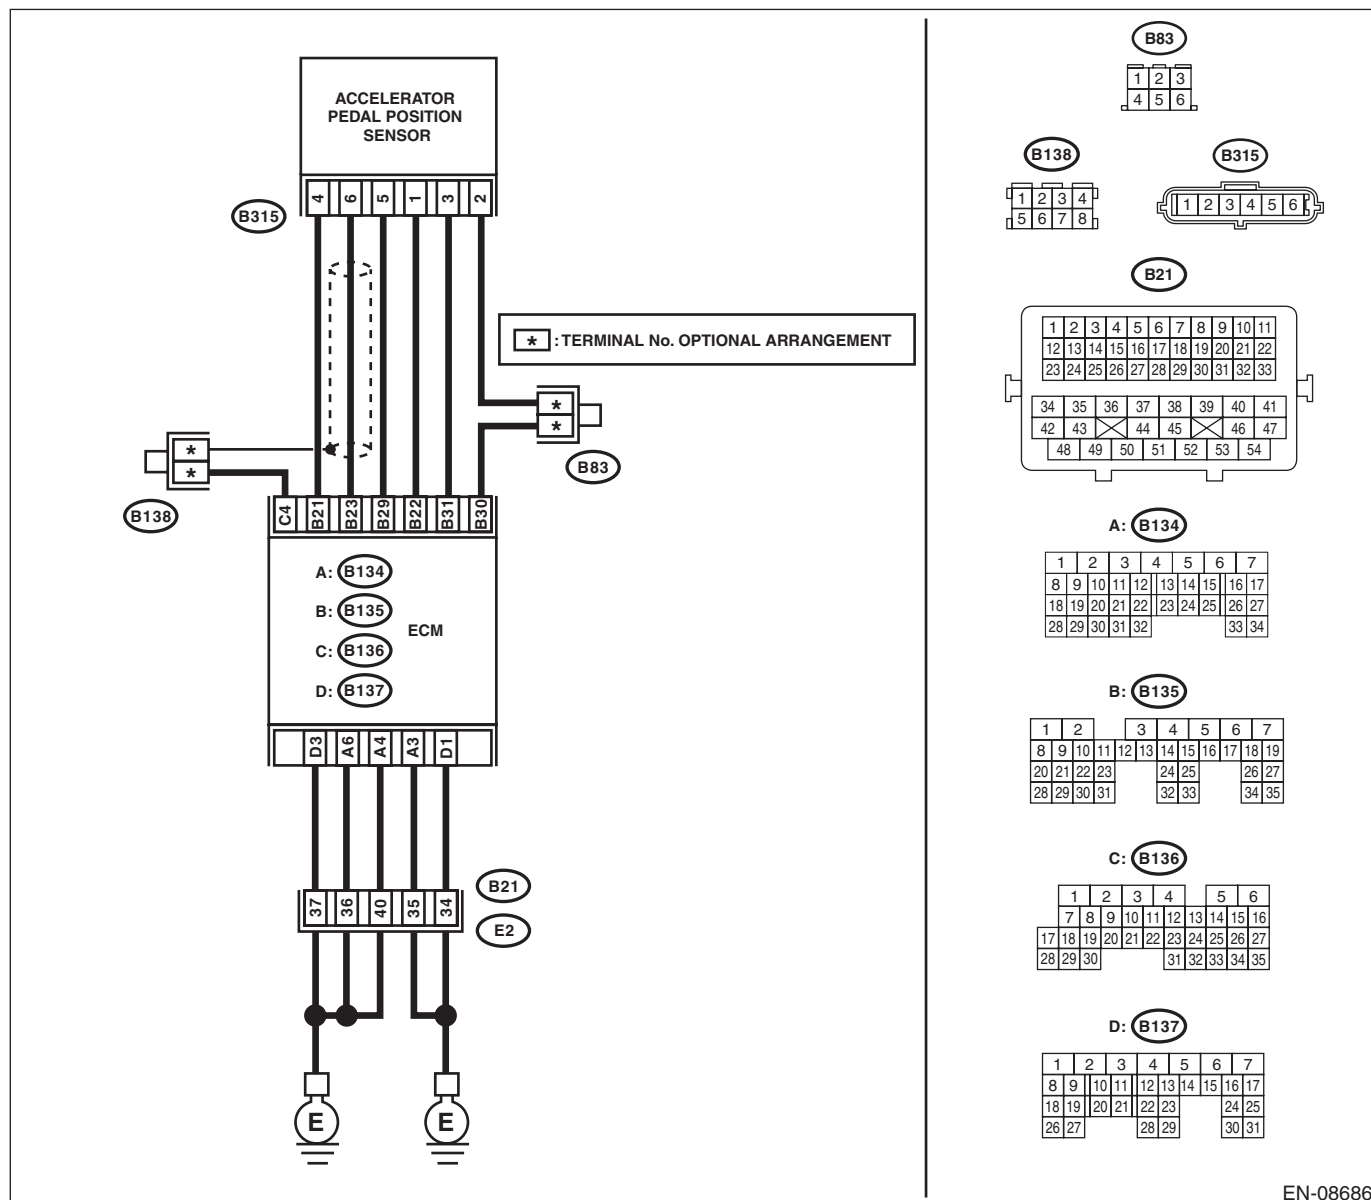 ACCELERATOR
PEDAL POSITION
SENSOR
4 6 5 1 3 2
B315
* : TERMINAL No. OPTIONAL ARRANGEMENT
*
*
B83
*
*
B138
C4 B21 B23 B29 B22 B31 B30
A: B134
B: B135
ECM
C: B136
D: B137
D3 A6 A4 A3 D1
B21
37 36 40 35 34
E2
E E
B83
1 2 3
4 5 6
B138
1 2 3 4
5 6 7 8
B315
1 2 3 4 5 6
B21
1 2 3 4 5 6 7 8 9 10 11
12 13 14 15 16 17 18 19 20 21 22
23 24 25 26 27 28 29 30 31 32 33
34 35 36 37 38 39 40 41
42 43 44 45 46 47
48 49 50 51 52 53 54
A: B134
1 2 3 4 5 6 7
8 9 10 11 12 13 14 15 16 17
18 19 20 21 22 23 24 25 26 27
28 29 30 31 32 33 34
B: B135
1 2 3 4 5 6 7
8 9 10 11 12 13 14 15 16 17 18 19
20 21 22 23 24 25 26 27
28 29 30 31 32 33 34 35
C: B136
1 2 3 4 5 6
7 8 9 10 11 12 13 14 15 16
17 18 19 20 21 22 23 24 25 26 27
28 29 30 31 32 33 34 35
D: B137
1 2 3 4 5 6 7
8 9 10 11 12 13 14 15 16 17
18 19 20 21 22 23 24 25
26 27 28 29 30 31
EN-08686